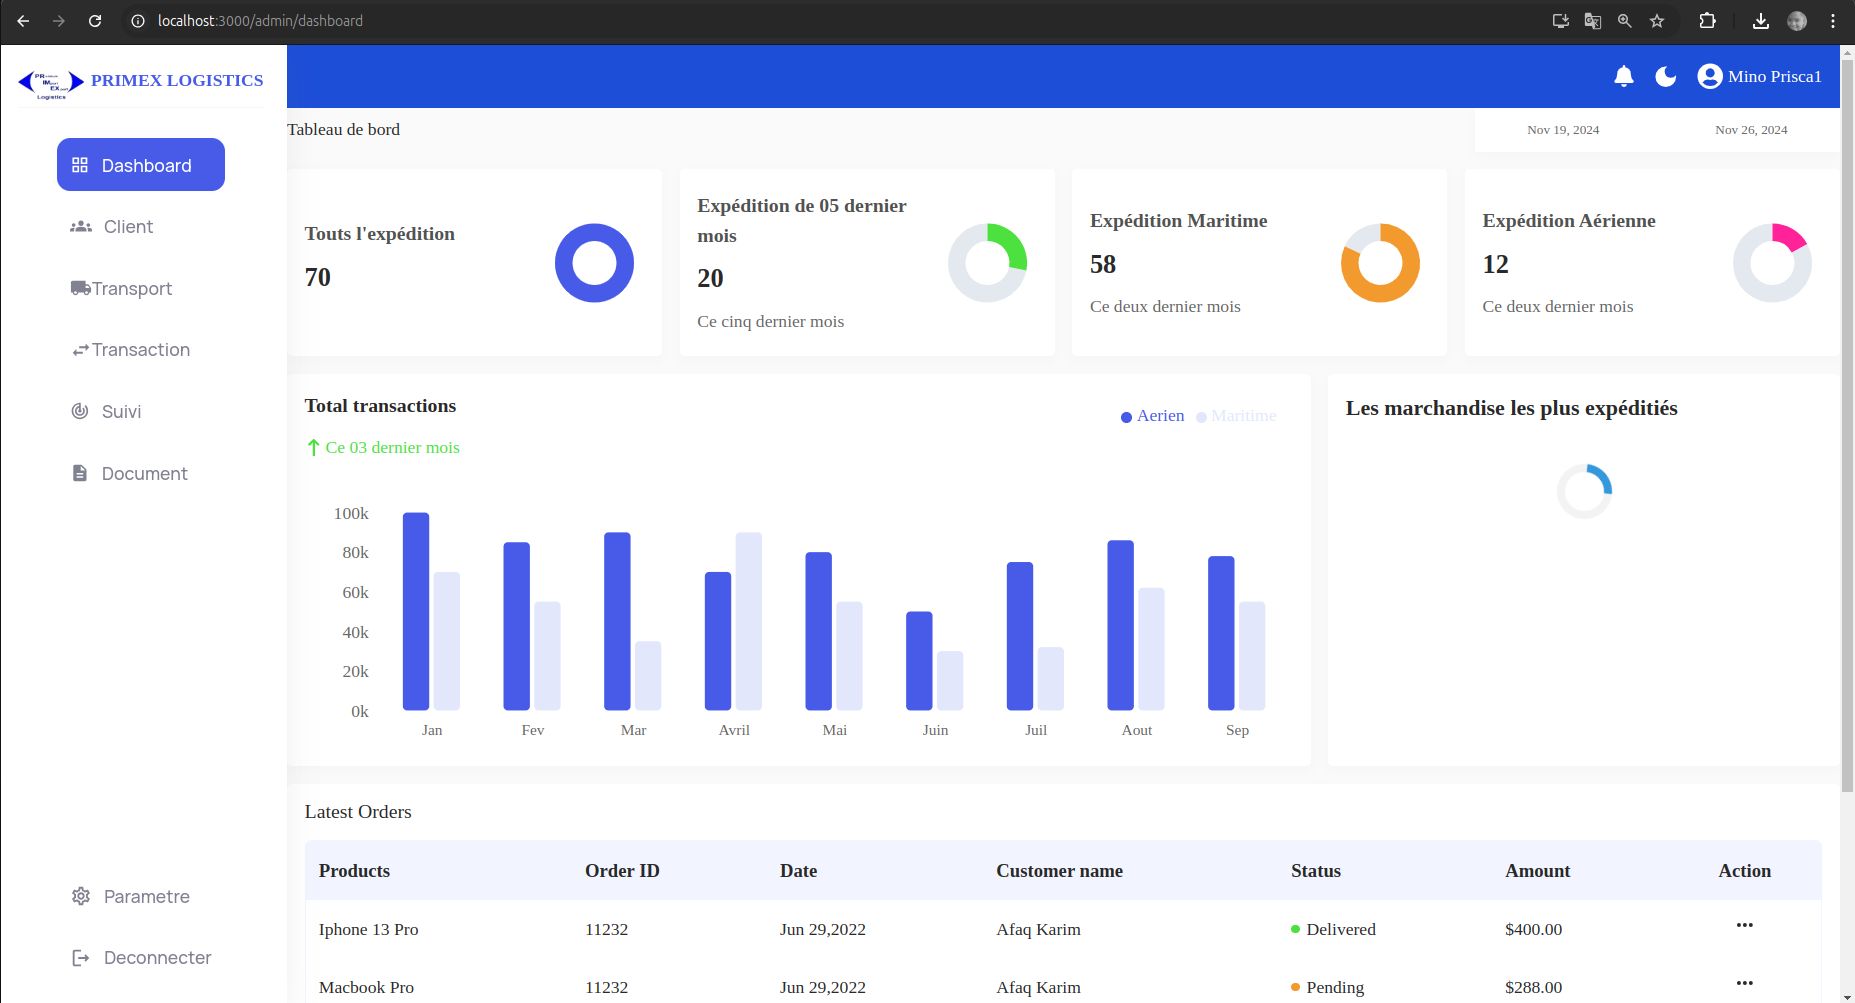 localhost:3000/admin/dashboard
PRIMEX LOGISTICS
Logistics
Mino Prisca1
Dashboard
Client
Transport
Transaction
Suivi
Document
Parametre
Deconnecter
Tableau de bord
Nov 19, 2024
Nov 26, 2024
Touts l'expédition
70
Expédition de 05 dernier
mois
20
Ce cinq dernier mois
Expédition Maritime
58
Ce deux dernier mois
Expédition Aérienne
12
Ce deux dernier mois
Total transactions
Ce 03 dernier mois
Aerien
Maritime
100k
80k
60k
40k
20k
0k
Jan Fev Mar Avril Mai Juin Juil Aout Sep
Les marchandise les plus expéditiés
Latest Orders
Products Order ID Date Customer name Status Amount Action
Iphone 13 Pro 11232 Jun 29,2022 Afaq Karim Delivered $400.00
Macbook Pro 11232 Jun 29,2022 Afaq Karim Pending $288.00